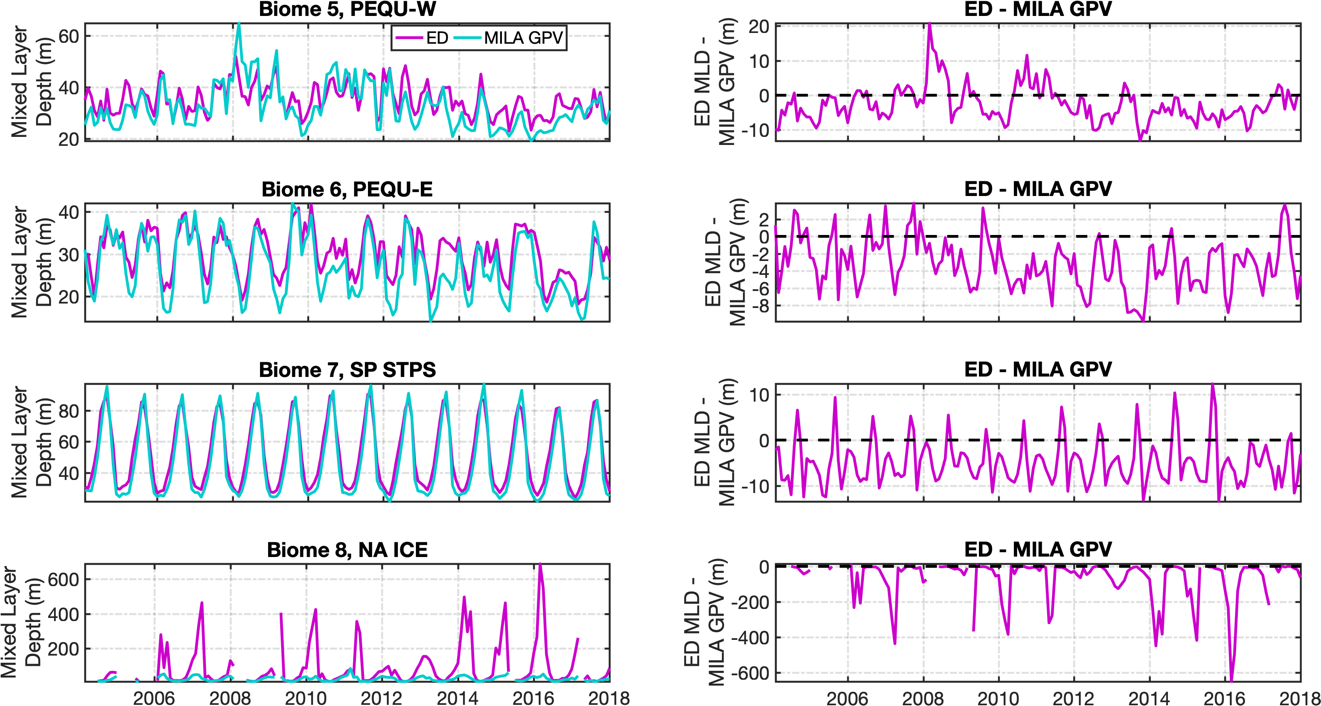 Biome 5, PEQU-W
Mixed Layer
Depth (m)
60
40
20
ED
MILA GPV
ED - MILA GPV
ED MLD -
MILA GPV (m)
20
10
0
-10
Biome 6, PEQU-E
Mixed Layer
Depth (m)
40
30
20
ED - MILA GPV
ED MLD -
MILA GPV (m)
2
0
-2
-4
-6
-8
Biome 7, SP STPS
Mixed Layer
Depth (m)
80
60
40
ED - MILA GPV
ED MLD -
MILA GPV (m)
10
0
-10
Biome 8, NA ICE
Mixed Layer
Depth (m)
600
400
200
2006 2008 2010 2012 2014 2016 2018
ED - MILA GPV
ED MLD -
MILA GPV (m)
0
-200
-400
-600
2006 2008 2010 2012 2014 2016 2018